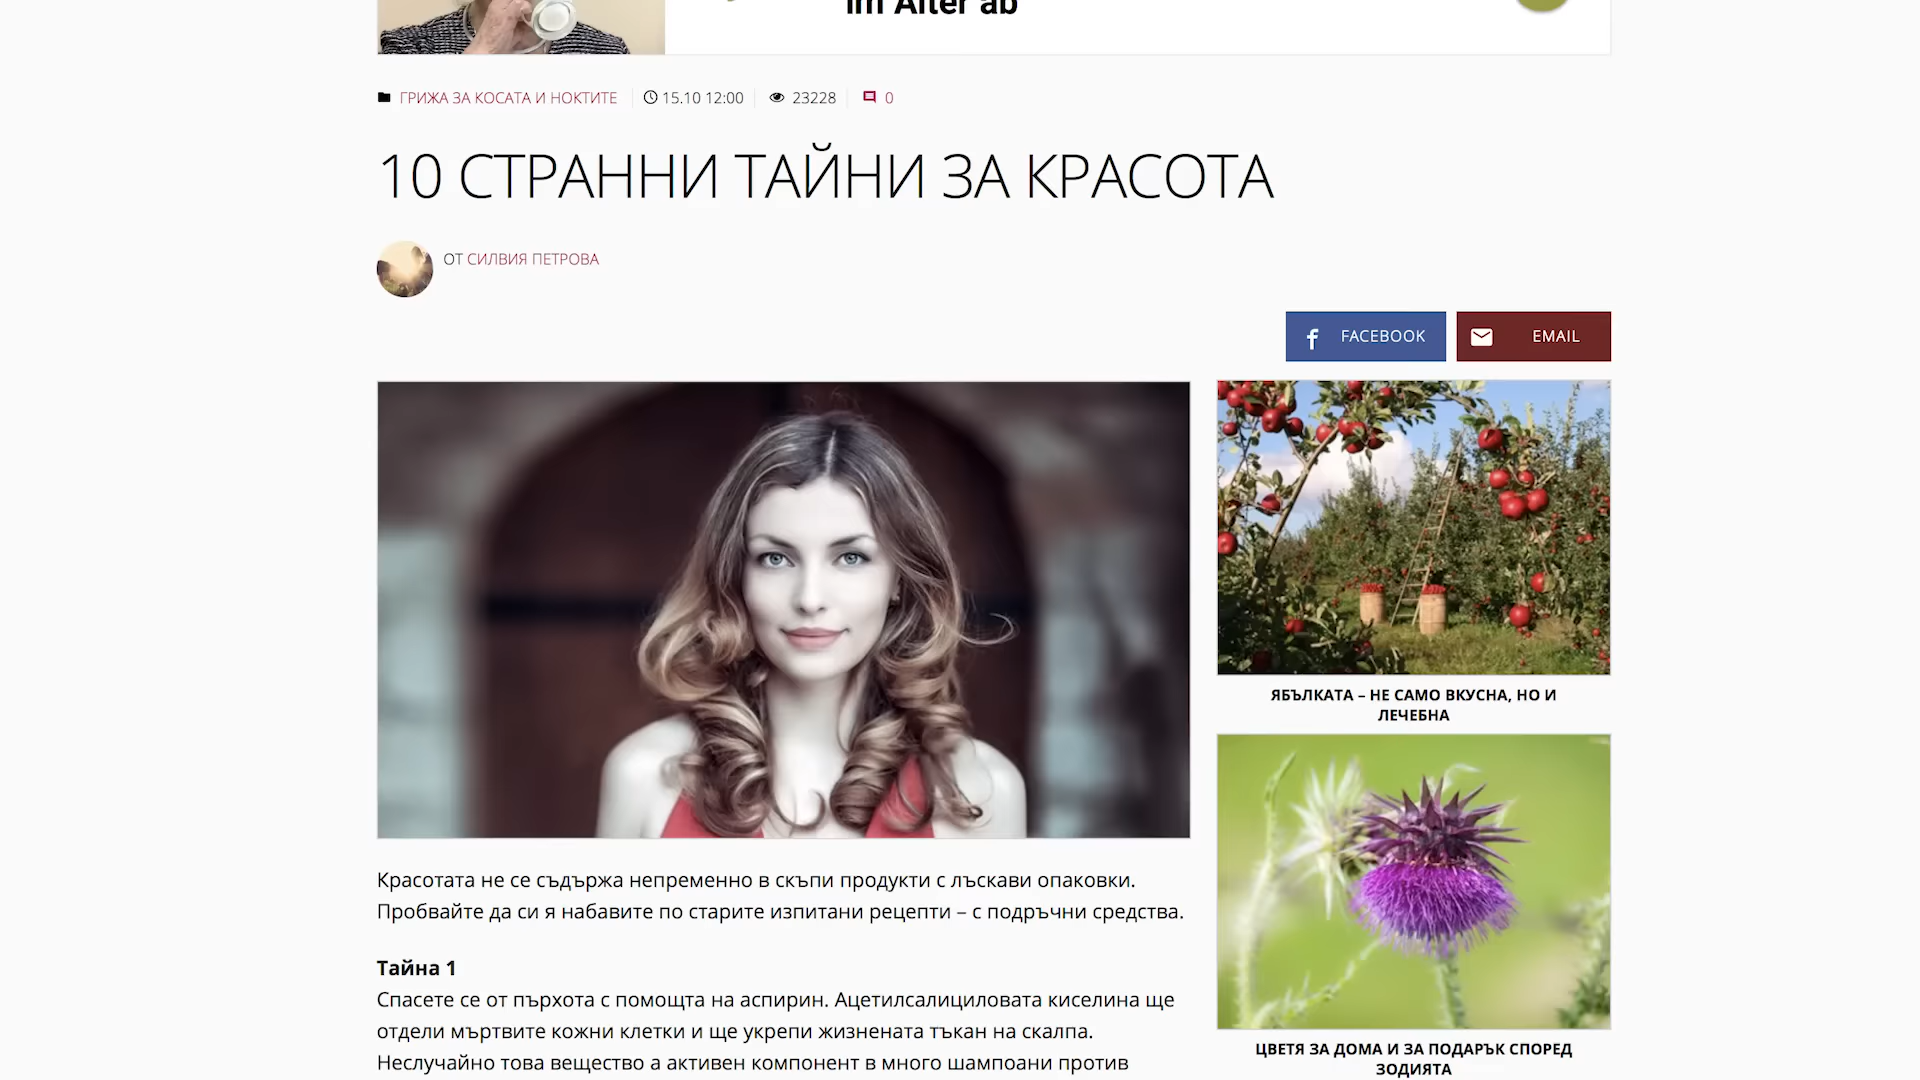 im Alter ab
ГРИЖА ЗА КОСАТА И НОКТИТЕ 15.10 12:00 23228 0
10 СТРАННИ ТАЙНИ ЗА КРАСОТА
ОТ СИЛВИЯ ПЕТРОВА
FACEBOOK EMAIL
ЯБЪЛКАТА – НЕ САМО ВКУСНА, НО И
ЛЕЧЕБНА
Красотата не се съдържа непременно в скъпи продукти с лъскави опаковки.
Пробвайте да си я набавите по старите изпитани рецепти – с подръчни средства.
Тайна 1
Спасете се от пърхота с помощта на аспирин. Ацетилсалициловата киселина ще
отдели мъртвите кожни клетки и ще укрепи жизнената тъкан на скалпа.
Неслучайно това вещество а активен компонент в много шампоани против
ЦВЕТЯ ЗА ДОМА И ЗА ПОДАРЪК СПОРЕД
ЗОДИЯТА